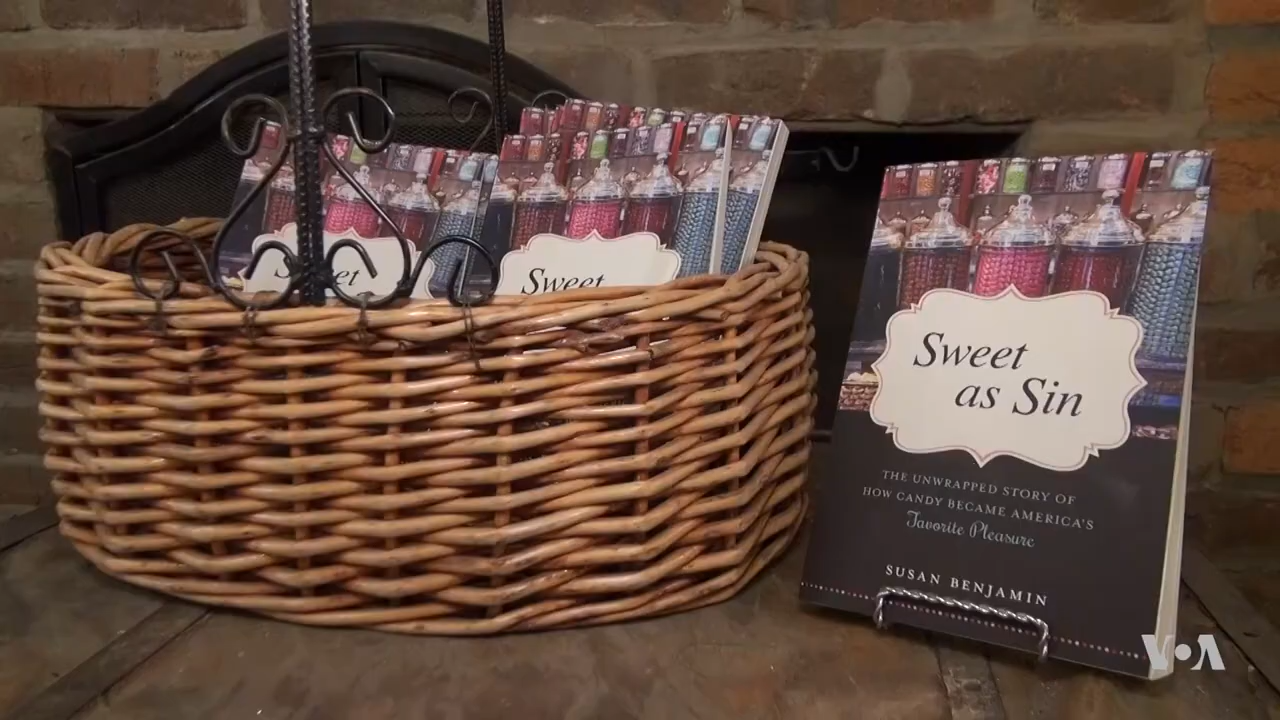 Sweet
Sweet
Sweet
as Sin
THE UNWRAPPED STORY OF
HOW CANDY BECAME AMERICA'S
Favorite Pleasure
SUSAN BENJAMIN
VOA